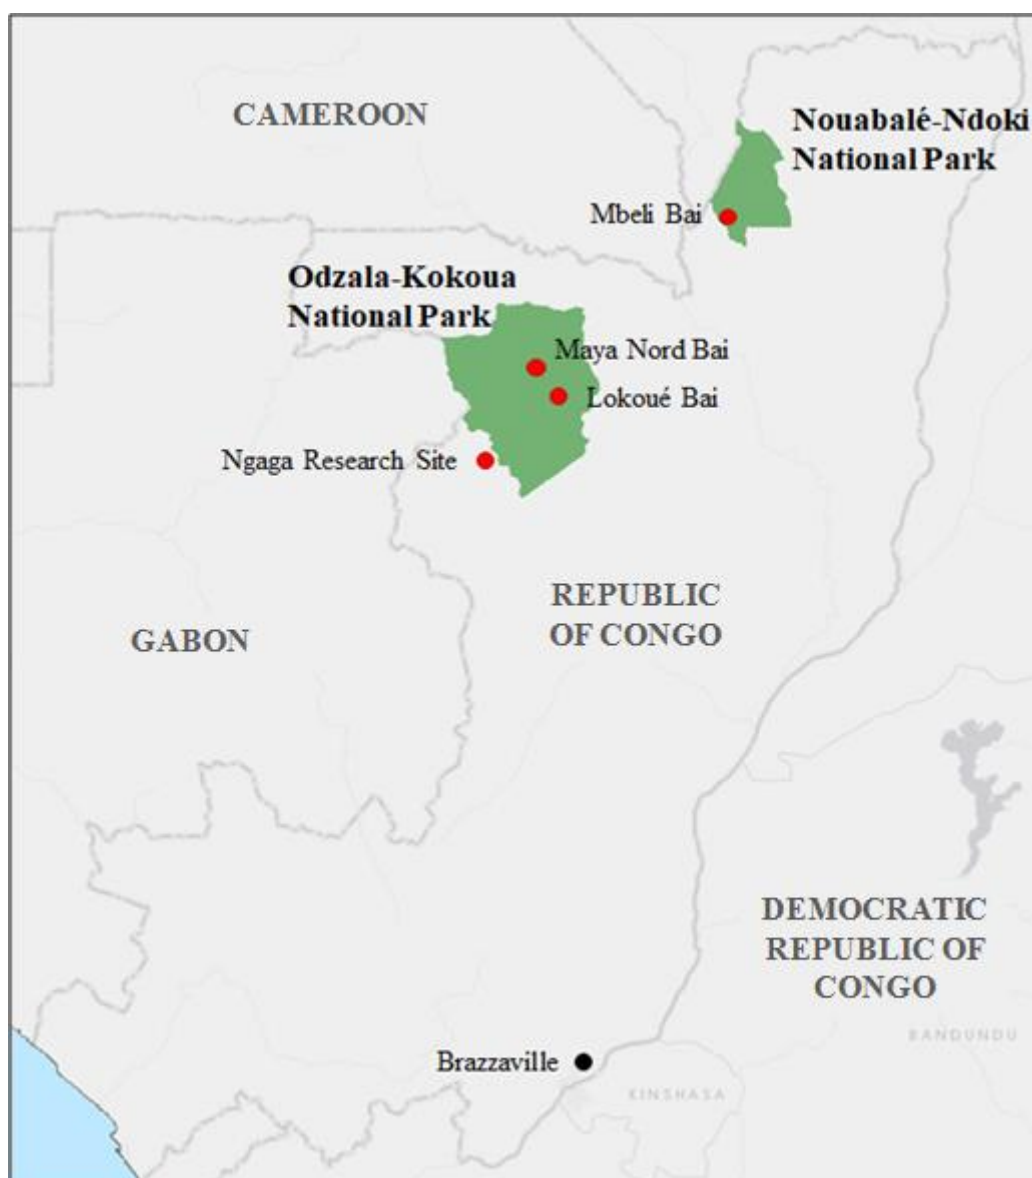 CAMEROON
Nouabalé-Ndoki
National Park
Mbeli Bai
Odzala-Kokoua
National Park
Maya Nord Bai
Lokoué Bai
Ngaga Research Site
REPUBLIC
OF CONGO
GABON
DEMOCRATIC
REPUBLIC OF
CONGO
BANDUNDU
Brazzaville
KINSHASA